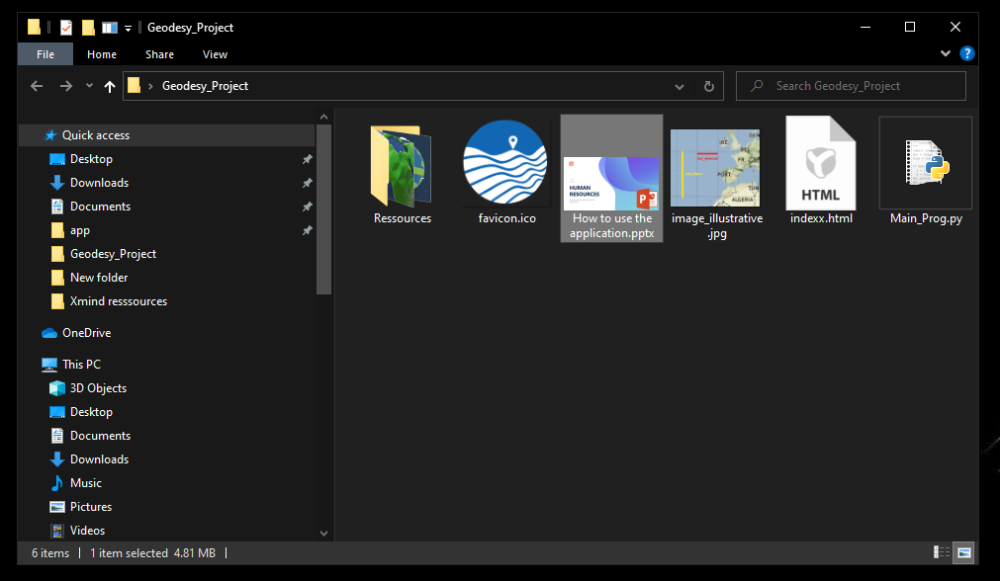 Geodesy_Project
File Home Share View
Geodesy_Project
Search Geodesy_Project
Quick access
Desktop
Downloads
Documents
app
Geodesy_Project
New folder
Xmind resssources
OneDrive
This PC
3D Objects
Desktop
Documents
Downloads
Music
Pictures
Videos
Ressources
favicon.ico
HUMAN
RESOURCES
How to use the
application.pptx
image_illustrative
.jpg
HTML
indexx.html
Main_Prog.py
6 items 1 item selected 4.81 MB